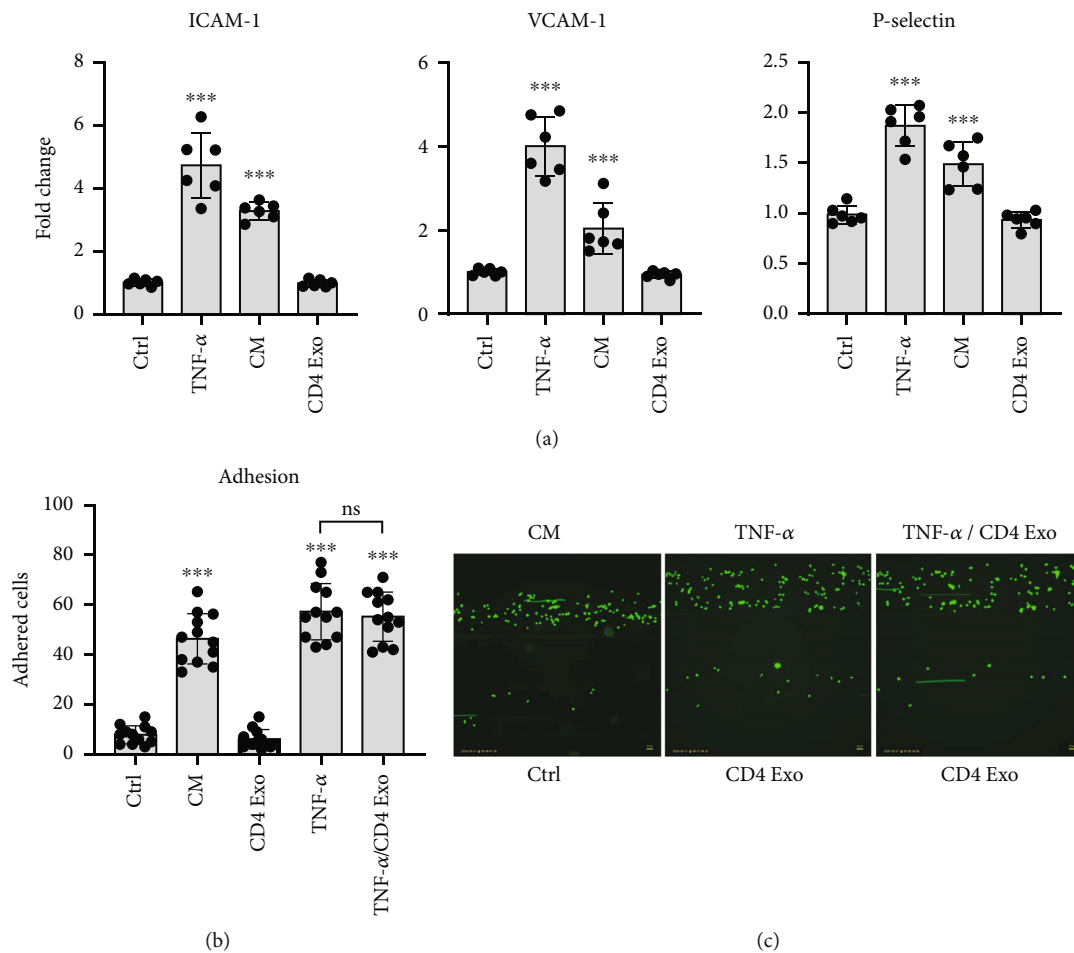 ICAM-1
Fold change
8
6
4
2
0
***
***
Ctrl
TNF-α
CM
CD4 Exo
VCAM-1
6
4
2
0
***
***
Ctrl
TNF-α
CM
CD4 Exo
P-selectin
2.5
2.0
1.5
1.0
0.5
0.0
***
***
Ctrl
TNF-α
CM
CD4 Exo
(a)
Adhesion
Adhered cells
100
80
60
40
20
0
ns
***
***
***
Ctrl
CM
CD4 Exo
TNF-α
TNF-α/CD4 Exo
(b)
CM
TNF-α
TNF-α / CD4 Exo
Ctrl
CD4 Exo
CD4 Exo
(c)